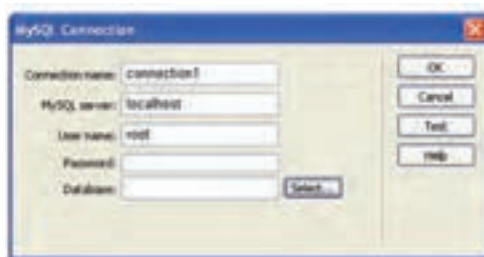 MySQL Connection
Connection name: connection1
MySQL server: localhost
User name: root
Password:
Database:
Select...
OK
Cancel
Test
Help